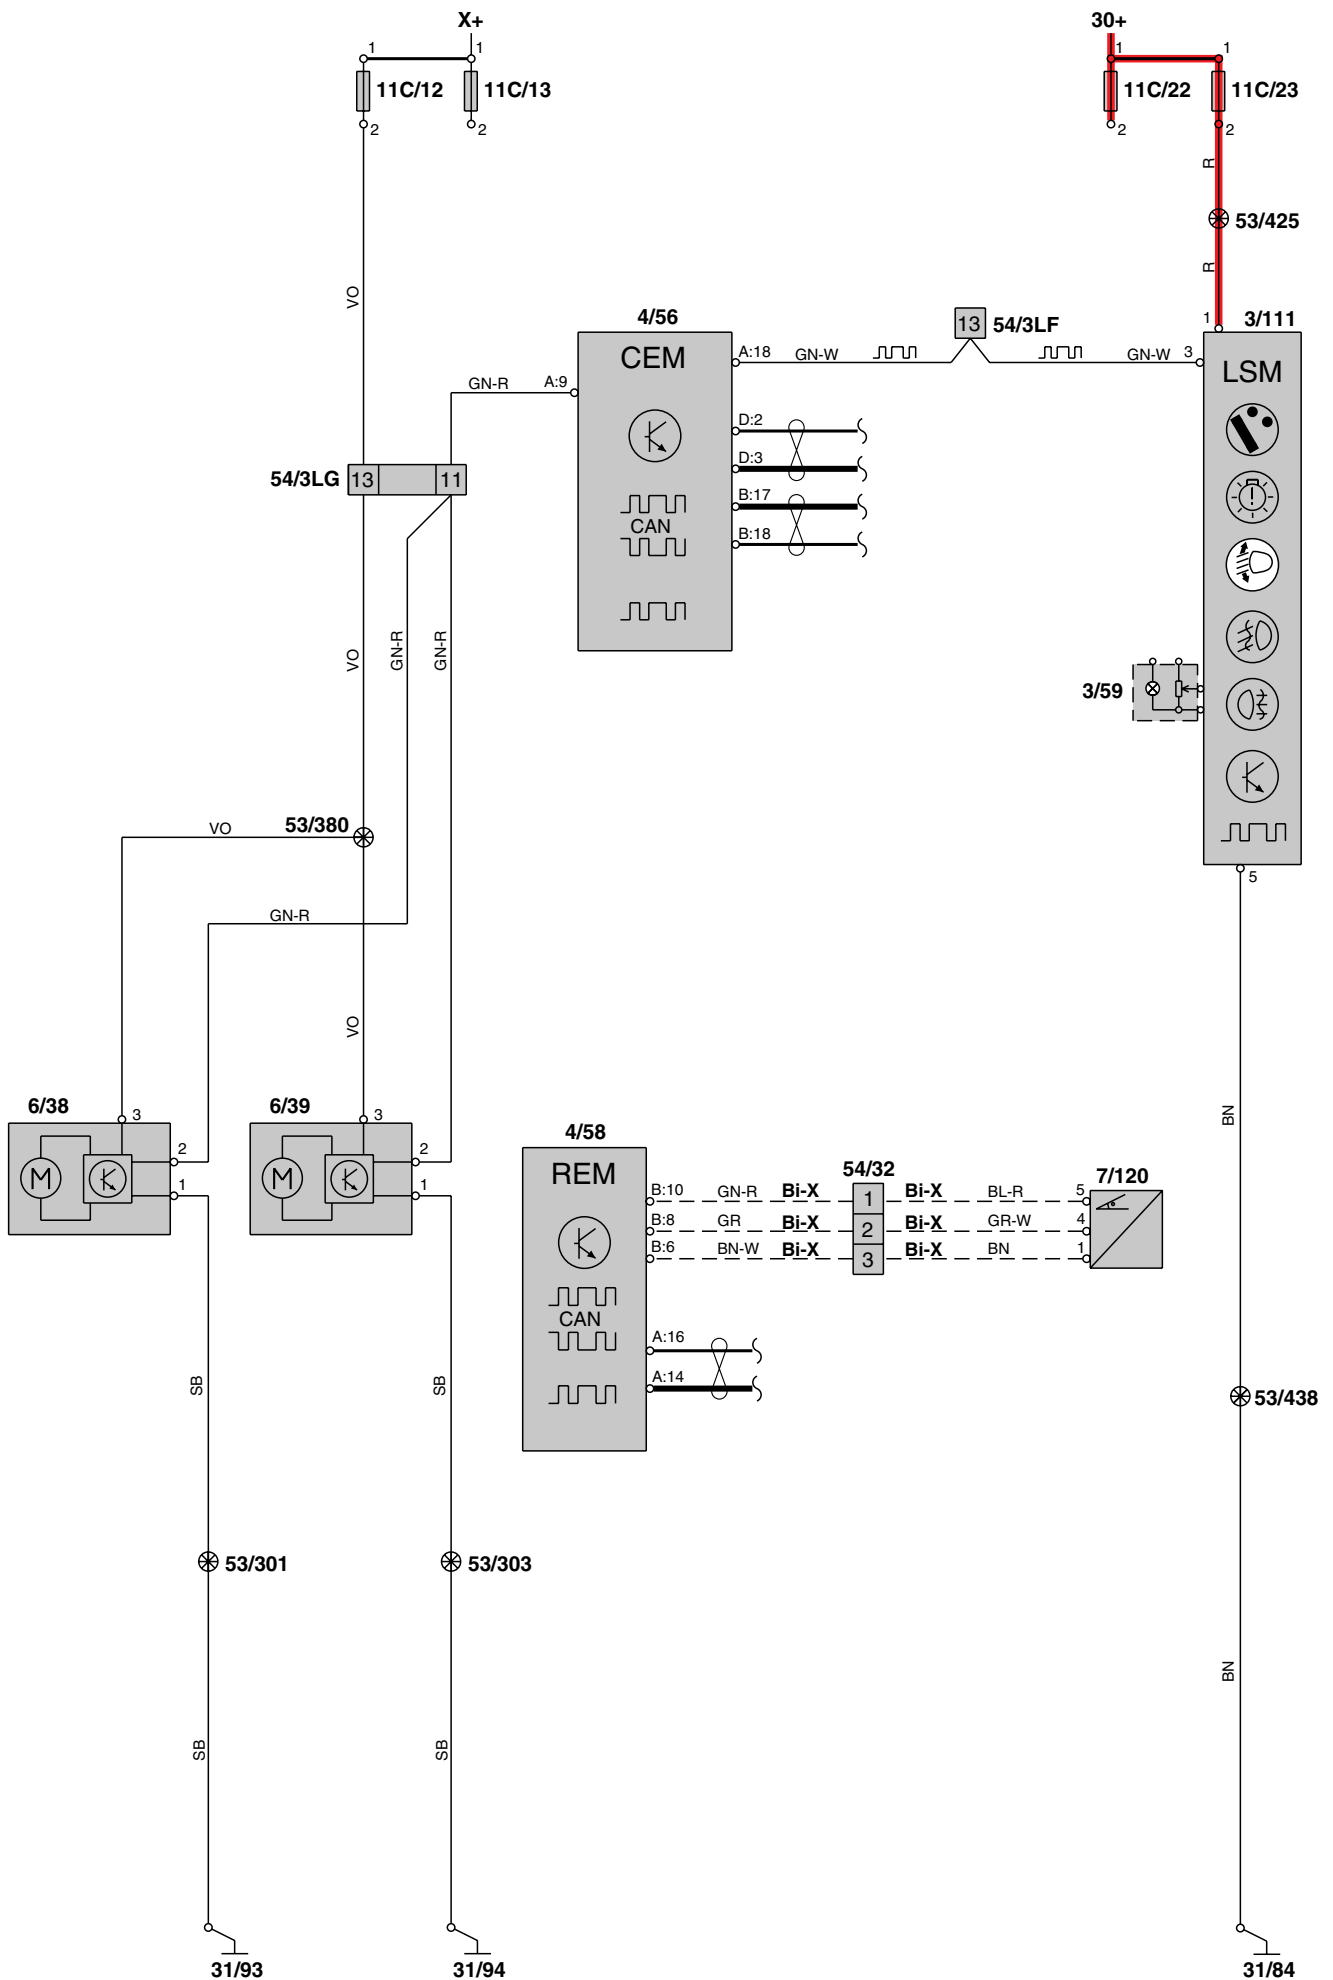 X+ 30+
1 1 1 1
11C/12 11C/13 11C/22 11C/23
2 2 2 2
R
53/425
R
VO
4/56 54/3LF 3/111
13 1
CEM A:18 GN-W GN-W 3 LSM
GN-R A:9
D:2
D:3
54/3LG 13 11
B:17
CAN
B:18
VO GN-R GN-R
3/59
53/380
VO
5
GN-R
VO
6/38 6/39
3 3
BN
4/58
2 2
M M
1 1
REM
54/32 7/120
B:10 GN-R Bi-X 1 Bi-X BL-R 5
B:8 GR Bi-X 2 Bi-X GR-W 4
B:6 BN-W Bi-X 3 Bi-X BN 1
CAN
A:16
A:14
SB SB
53/438
53/301 53/303
BN
SB SB
31/93 31/94 31/84